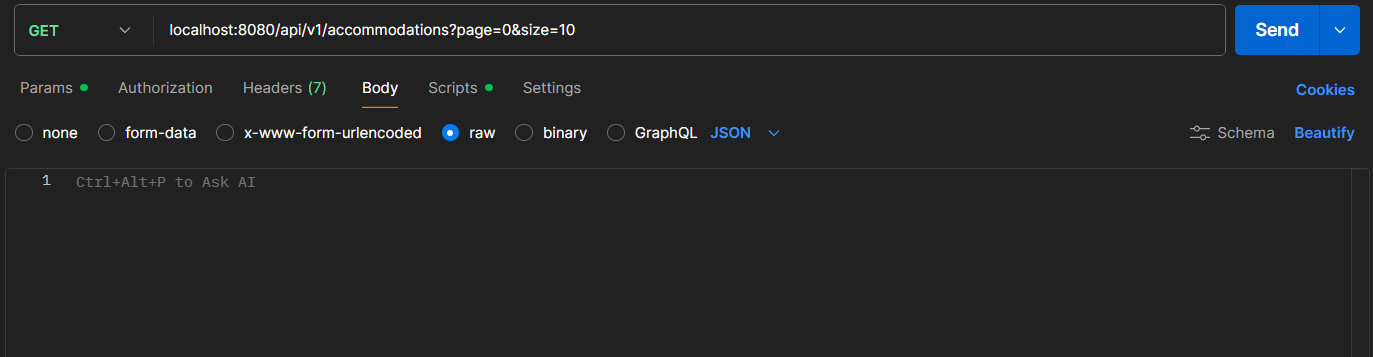 GET localhost:8080/api/v1/accommodations?page=0&size=10 Send
Params Authorization Headers (7) Body Scripts Settings Cookies
none form-data x-www-form-urlencoded raw binary GraphQL JSON Schema Beautify
1 Ctrl+Alt+P to Ask AI